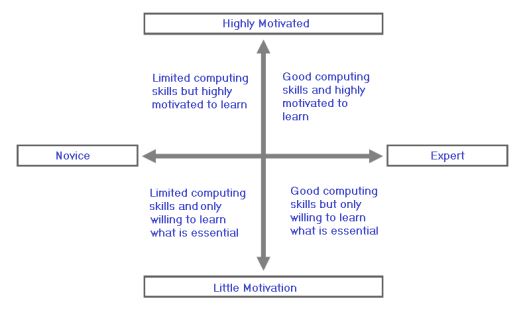 Highly Motivated
Limited computing
skills but highly
motivated to learn
Good computing
skills and highly
motivated to
learn
Novice
Expert
Limited computing
skills and only
willing to learn
what is essential
Good computing
skills but only
willing to learn
what is essential
Little Motivation